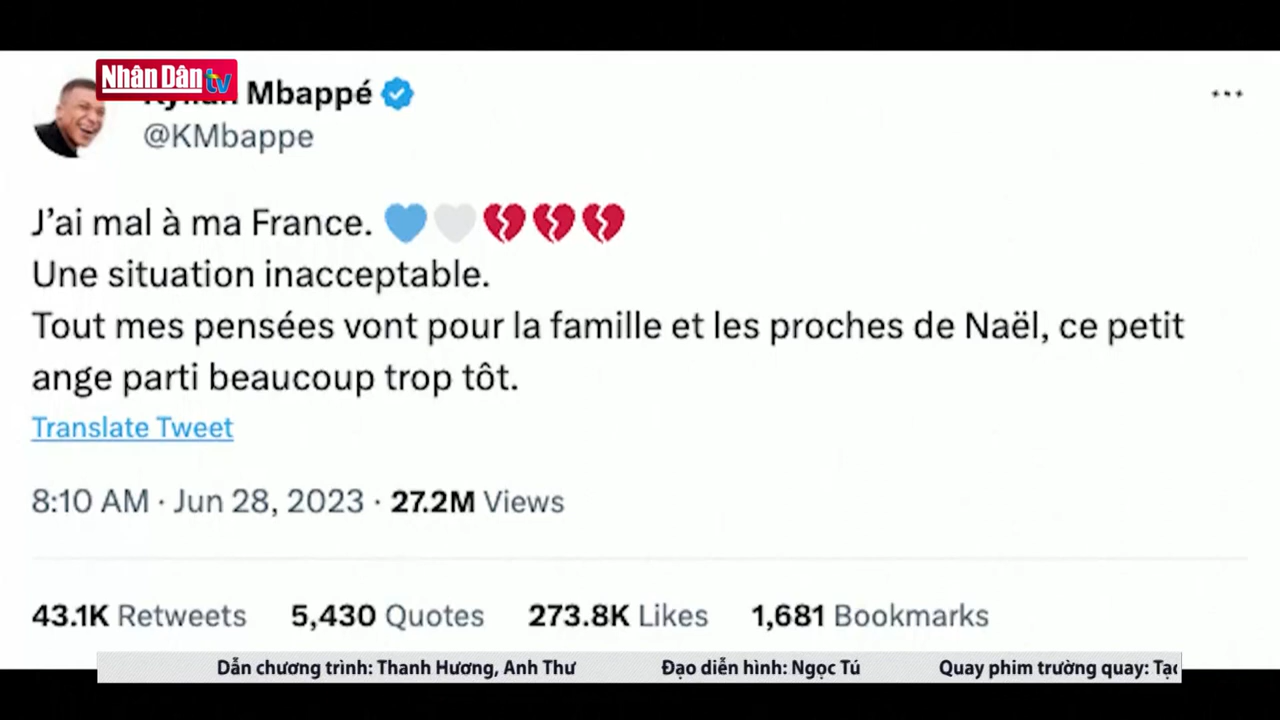 Nhân Dân tv
Mbappé
@KMbappe
J’ai mal à ma France. 💙🤍💔💔💔
Une situation inacceptable.
Tout mes pensées vont pour la famille et les proches de Naël, ce petit
ange parti beaucoup trop tôt.
Translate Tweet
8:10 AM · Jun 28, 2023 · 27.2M Views
43.1K Retweets 5,430 Quotes 273.8K Likes 1,681 Bookmarks
Dẫn chương trình: Thanh Hương, Anh Thư Đạo diễn hình: Ngọc Tú Quay phim trường quay: